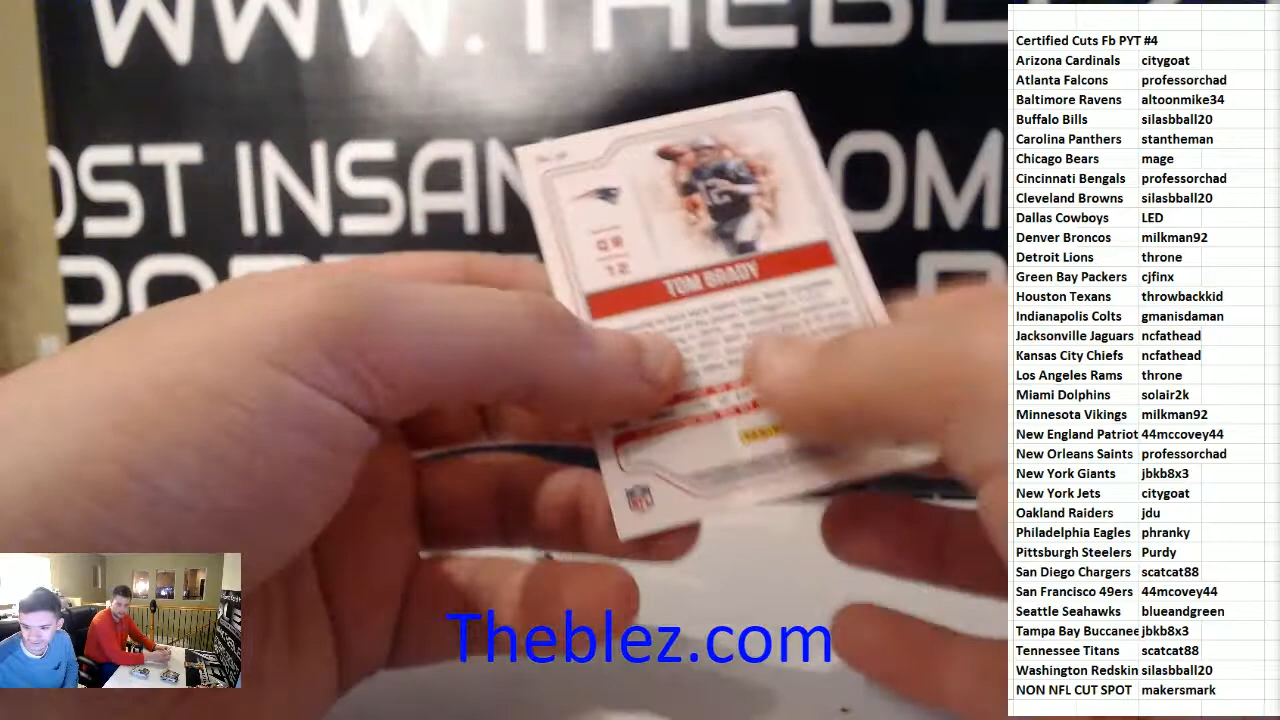 WWW.THEBL
OST INSAN
OM
QB
12
TOM BRADY
PANINI
NFL
Theblez.com
Certified Cuts Fb PYT #4
Arizona Cardinals citygoat
Atlanta Falcons professorchad
Baltimore Ravens altoonmike34
Buffalo Bills silasbball20
Carolina Panthers stantheman
Chicago Bears mage
Cincinnati Bengals professorchad
Cleveland Browns silasbball20
Dallas Cowboys LED
Denver Broncos milkman92
Detroit Lions throne
Green Bay Packers cjfinx
Houston Texans throwbackkid
Indianapolis Colts gmanisdaman
Jacksonville Jaguars ncfathead
Kansas City Chiefs ncfathead
Los Angeles Rams throne
Miami Dolphins solair2k
Minnesota Vikings milkman92
New England Patriot 44mccovey44
New Orleans Saints professorchad
New York Giants jbkb8x3
New York Jets citygoat
Oakland Raiders jdu
Philadelphia Eagles phranky
Pittsburgh Steelers Purdy
San Diego Chargers scatcat88
San Francisco 49ers 44mcovey44
Seattle Seahawks blueandgreen
Tampa Bay Buccanee jbkb8x3
Tennessee Titans scatcat88
Washington Redskin silasbball20
NON NFL CUT SPOT makersmark